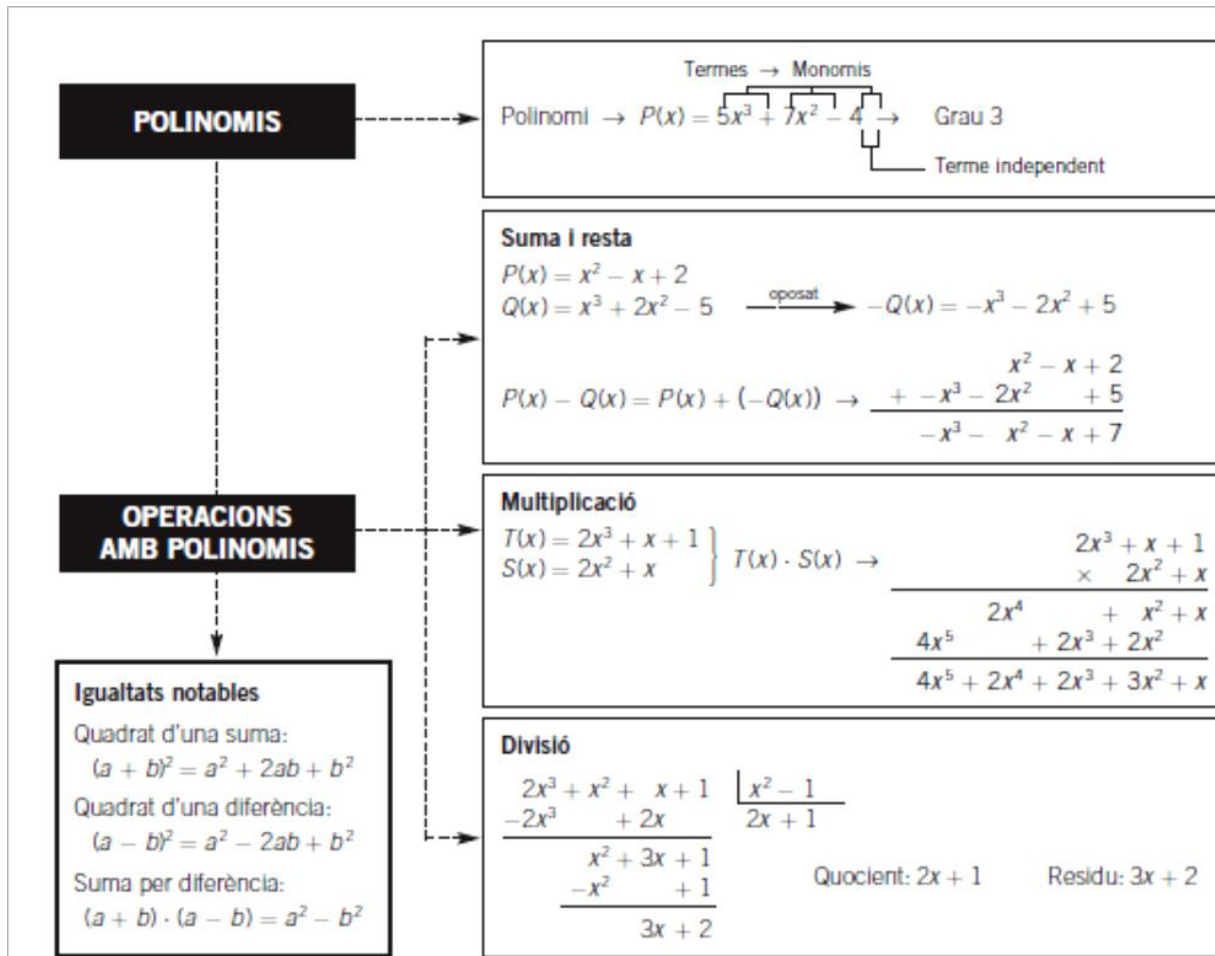 POLINOMIS
Termes → Monomis
Polinomi → P(x) = 5x³ + 7x² − 4 → Grau 3
Terme independent
Suma i resta
P(x) = x² − x + 2
Q(x) = x³ + 2x² − 5 oposat → −Q(x) = −x³ − 2x² + 5
x² − x + 2
P(x) − Q(x) = P(x) + (−Q(x)) → + −x³ − 2x² + 5
−x³ − x² − x + 7
OPERACIONS
AMB POLINOMIS
Multiplicació
T(x) = 2x³ + x + 1
S(x) = 2x² + x } T(x) · S(x) →
2x³ + x + 1
× 2x² + x
2x⁴ + x² + x
4x⁵ + 2x³ + 2x²
4x⁵ + 2x⁴ + 2x³ + 3x² + x
Igualtats notables
Quadrat d'una suma:
(a + b)² = a² + 2ab + b²
Quadrat d'una diferència:
(a − b)² = a² − 2ab + b²
Suma per diferència:
(a + b) · (a − b) = a² − b²
Divisió
2x³ + x² + x + 1 | x² − 1
−2x³ + 2x 2x + 1
x² + 3x + 1
−x² + 1
3x + 2
Quocient: 2x + 1 Residu: 3x + 2